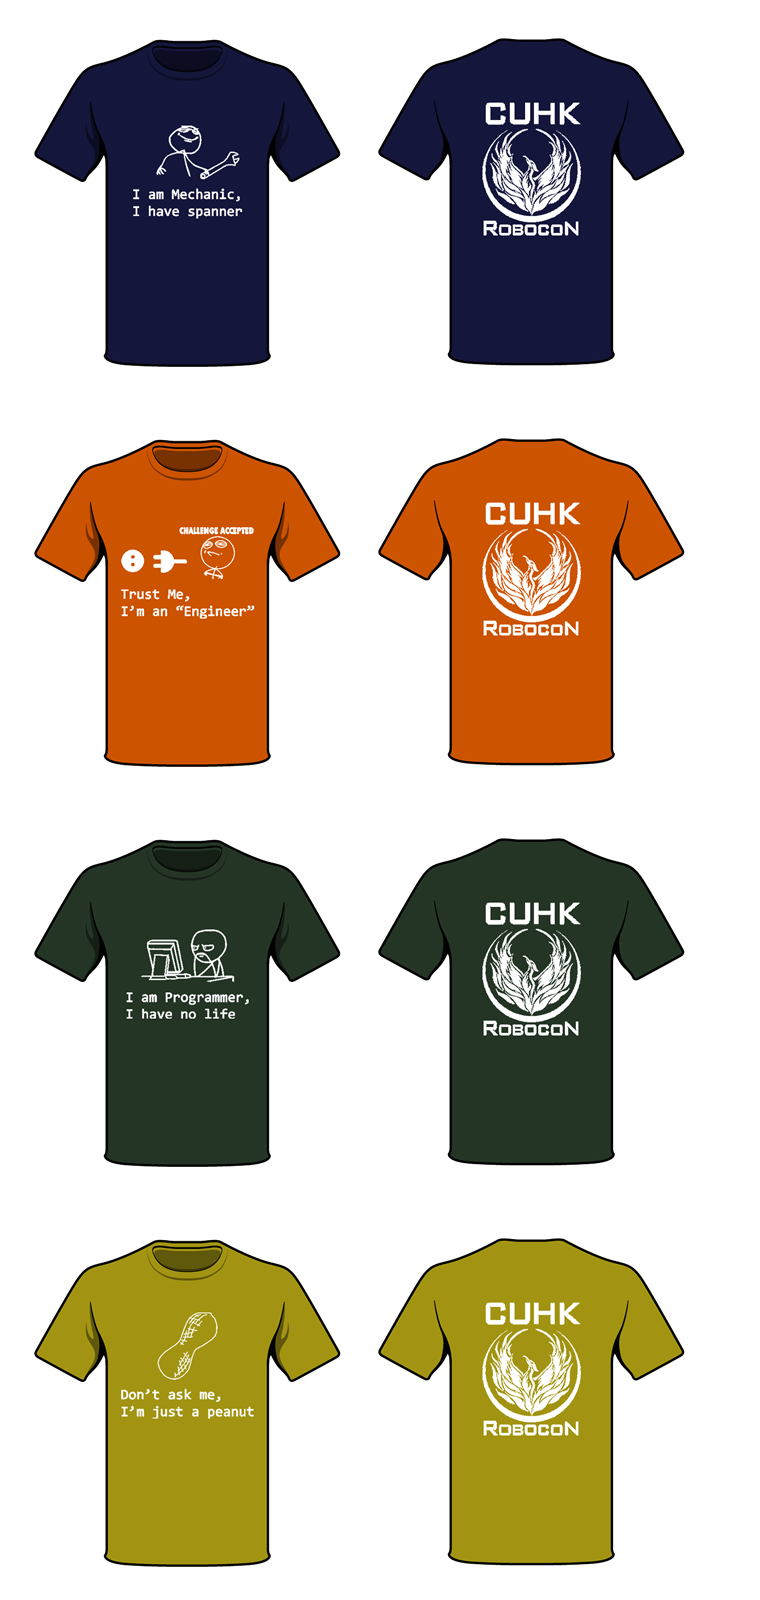 I am Mechanic,
I have spanner
CUHK
ROBOCON
CHALLENGE ACCEPTED
Trust Me,
I'm an “Engineer”
CUHK
ROBOCON
I am Programmer,
I have no life
CUHK
ROBOCON
Don't ask me,
I'm just a peanut
CUHK
ROBOCON